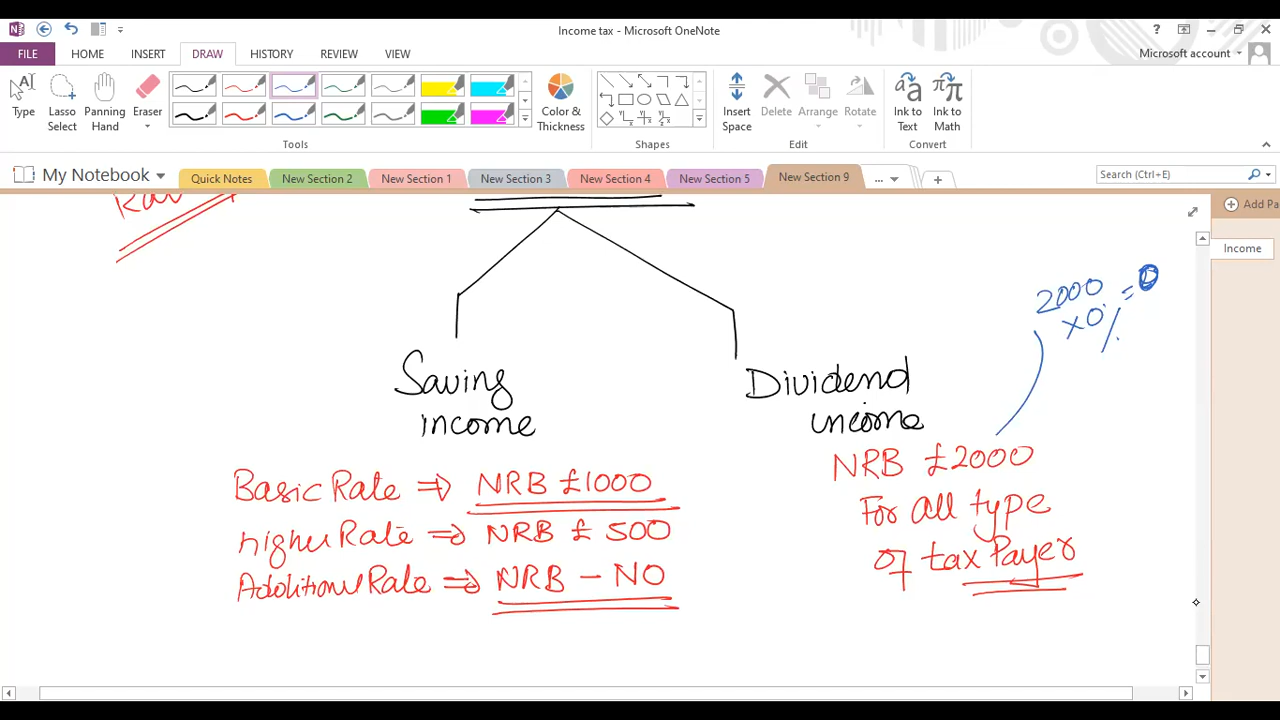 Income tax - Microsoft OneNote
FILE HOME INSERT DRAW HISTORY REVIEW VIEW
Microsoft account
Type
Lasso Select
Panning Hand
Eraser
Color & Thickness
Insert Space
Delete
Arrange
Rotate
Ink to Text
Ink to Math
Tools
Shapes
Edit
Convert
My Notebook
Quick Notes
New Section 2
New Section 1
New Section 3
New Section 4
New Section 5
New Section 9
...
Search (Ctrl+E)
Add Pa
Income
2000 = 0
x 0%
Saving
income
Dividend
income
Basic Rate ⇒ NRB £1000
Higher Rate ⇒ NRB £ 500
Additional Rate ⇒ NRB - NO
NRB £2000
For all type
of tax Payer